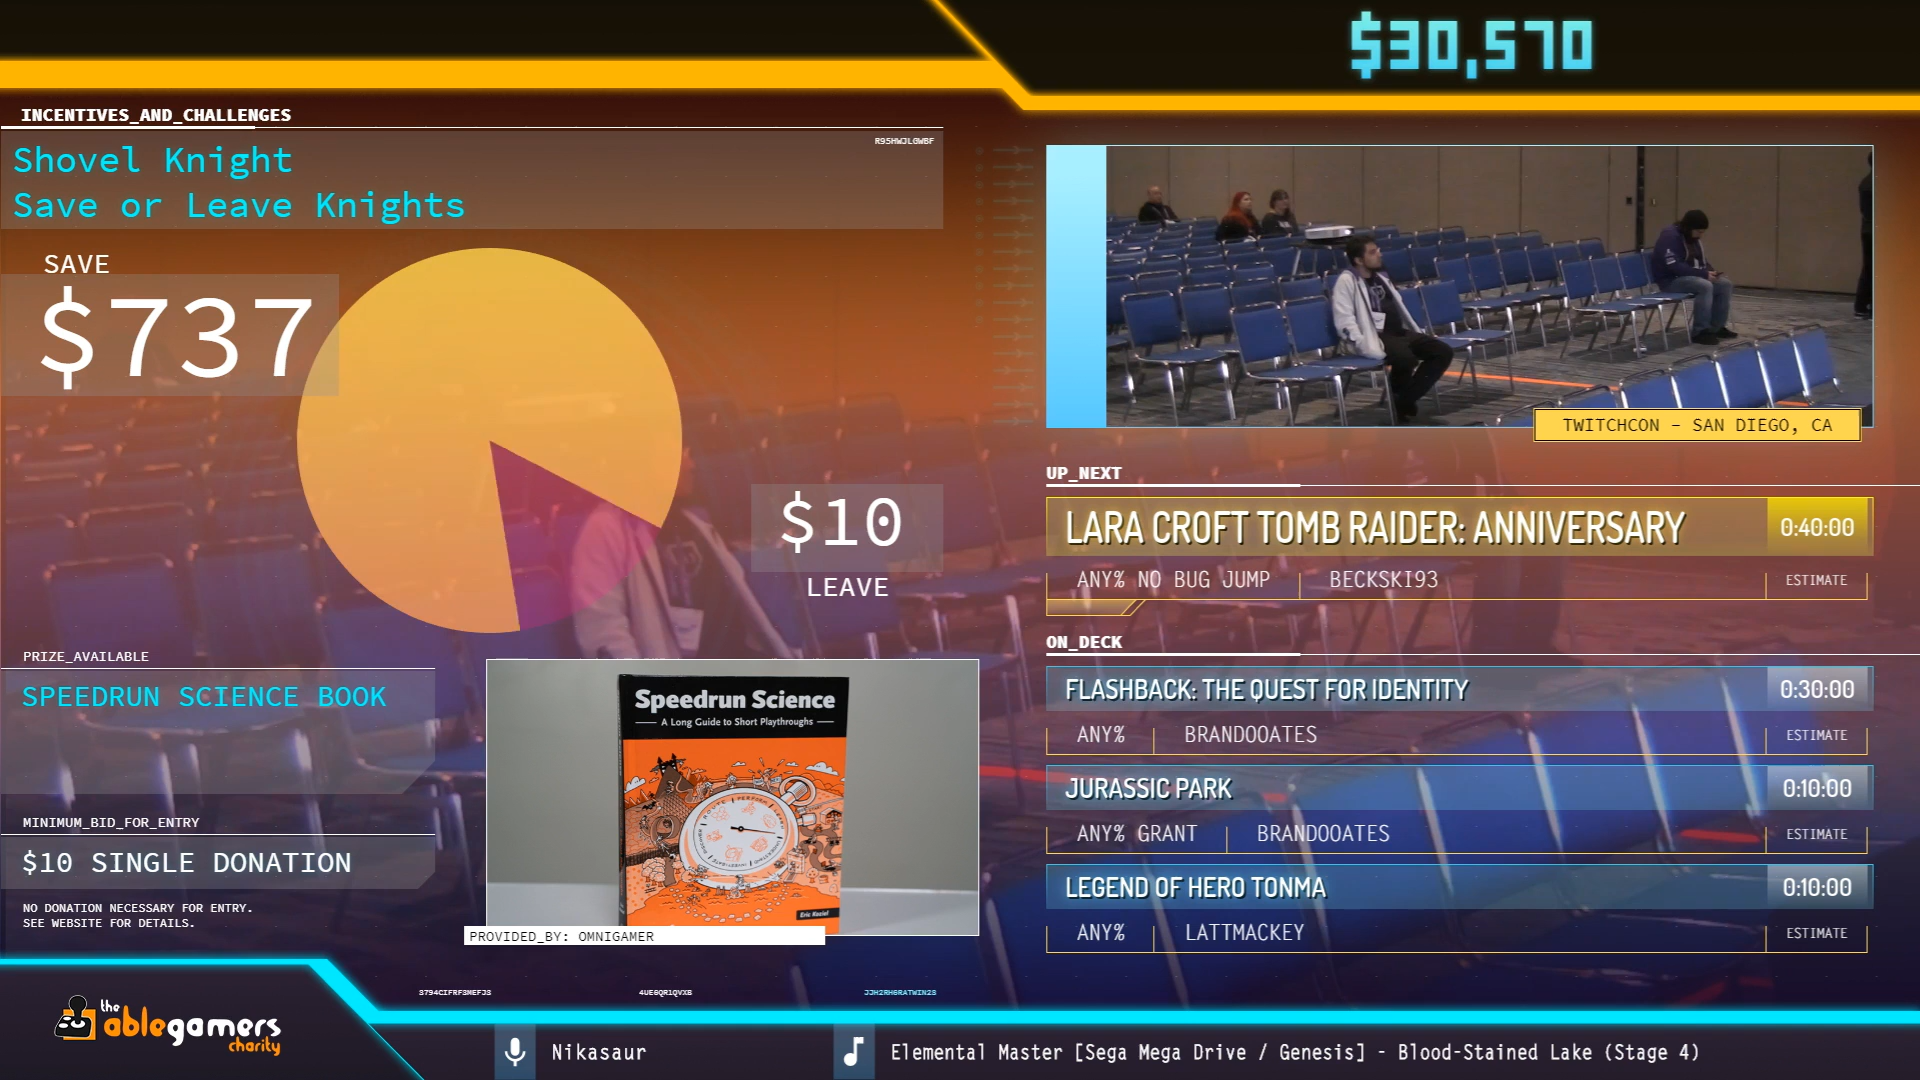 $30,570
INCENTIVES_AND_CHALLENGES
R95HWJLGWBF
Shovel Knight
Save or Leave Knights
SAVE
$737
$10
LEAVE
PRIZE_AVAILABLE
SPEEDRUN SCIENCE BOOK
MINIMUM_BID_FOR_ENTRY
$10 SINGLE DONATION
NO DONATION NECESSARY FOR ENTRY.
SEE WEBSITE FOR DETAILS.
Speedrun Science
A Long Guide to Short Playthroughs
Eric Koziel
PROVIDED_BY: OMNIGAMER
TWITCHCON - SAN DIEGO, CA
UP_NEXT
LARA CROFT TOMB RAIDER: ANNIVERSARY
0:40:00
ANY% NO BUG JUMP
BECKSKI93
ESTIMATE
ON_DECK
FLASHBACK: THE QUEST FOR IDENTITY
0:30:00
ANY%
BRANDOOATES
ESTIMATE
JURASSIC PARK
0:10:00
ANY% GRANT
BRANDOOATES
ESTIMATE
LEGEND OF HERO TONMA
0:10:00
ANY%
LATTMACKEY
ESTIMATE
the
ablegamers
charity
Nikasaur
Elemental Master [Sega Mega Drive / Genesis] - Blood-Stained Lake (Stage 4)